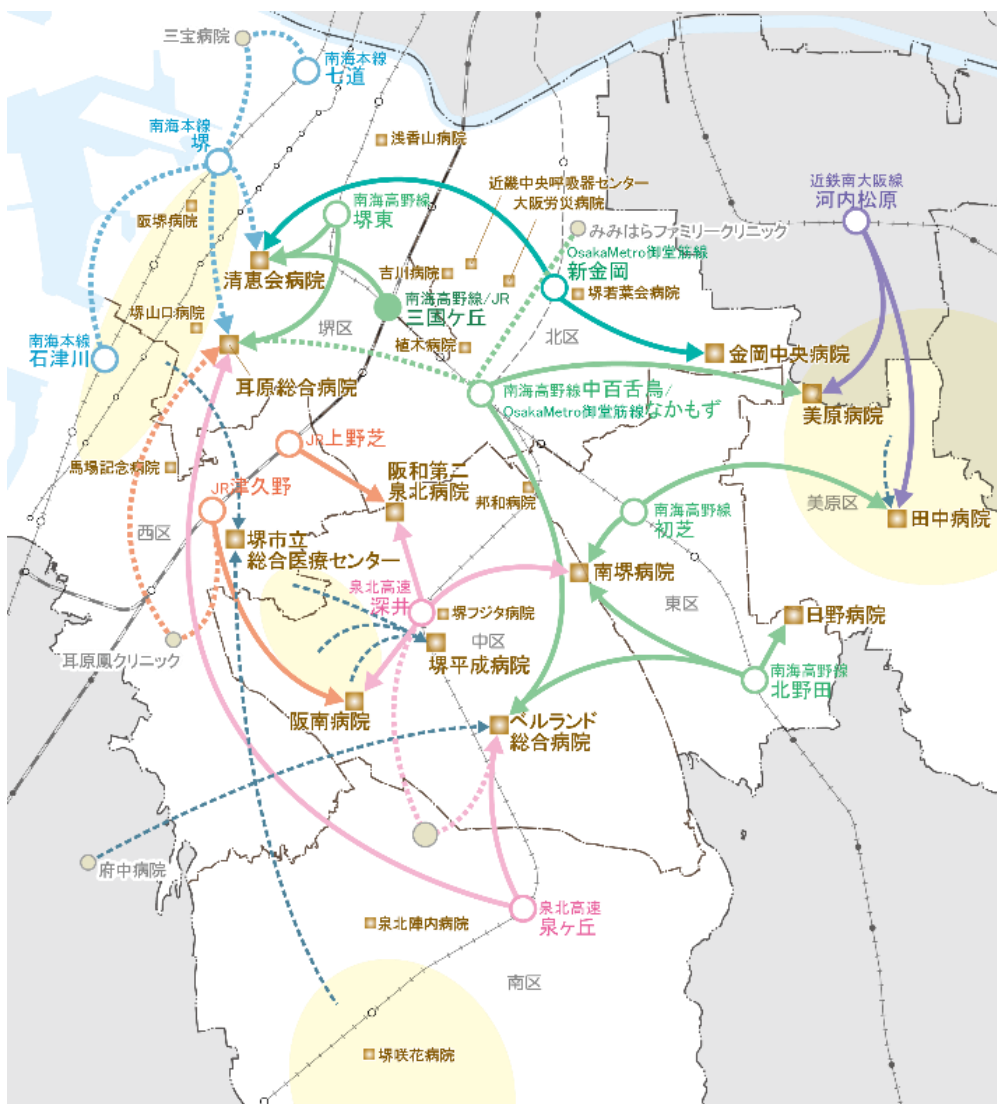 三宝病院
南海本線
七道
南海本線
堺
浅香山病院
近畿中央呼吸器センター
大阪労災病院
近鉄南大阪線
河内松原
阪堺病院
南海高野線
堺東
みみはらファミリークリニック
OsakaMetro御堂筋線
新金岡
清恵会病院
吉川病院
堺若葉会病院
南海高野線/JR
三国ケ丘
堺山口病院
堺区
北区
植木病院
南海本線
石津川
金岡中央病院
耳原総合病院
南海高野線中百舌鳥/
OsakaMetro御堂筋線なかもず
美原病院
JR上野芝
馬場記念病院
阪和第二
泉北病院
邦和病院
JR津久野
美原区
南海高野線
初芝
田中病院
西区
堺市立
総合医療センター
南堺病院
泉北高速
深井
東区
堺フジタ病院
日野病院
耳原鳳クリニック
中区
堺平成病院
南海高野線
北野田
阪南病院
ベルランド
総合病院
府中病院
泉北陣内病院
泉北高速
泉ヶ丘
南区
堺咲花病院